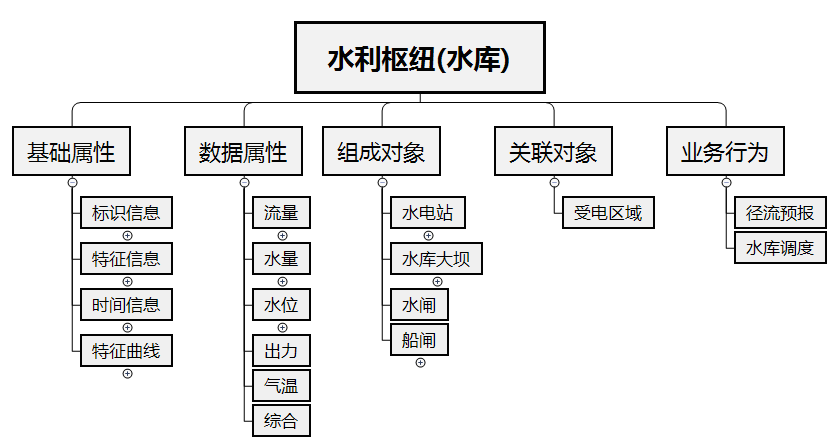 水利枢纽(水库)
基础属性
数据属性
组成对象
关联对象
业务行为
标识信息
特征信息
时间信息
特征曲线
流量
水量
水位
出力
气温
综合
水电站
水库大坝
水闸
船闸
受电区域
径流预报
水库调度